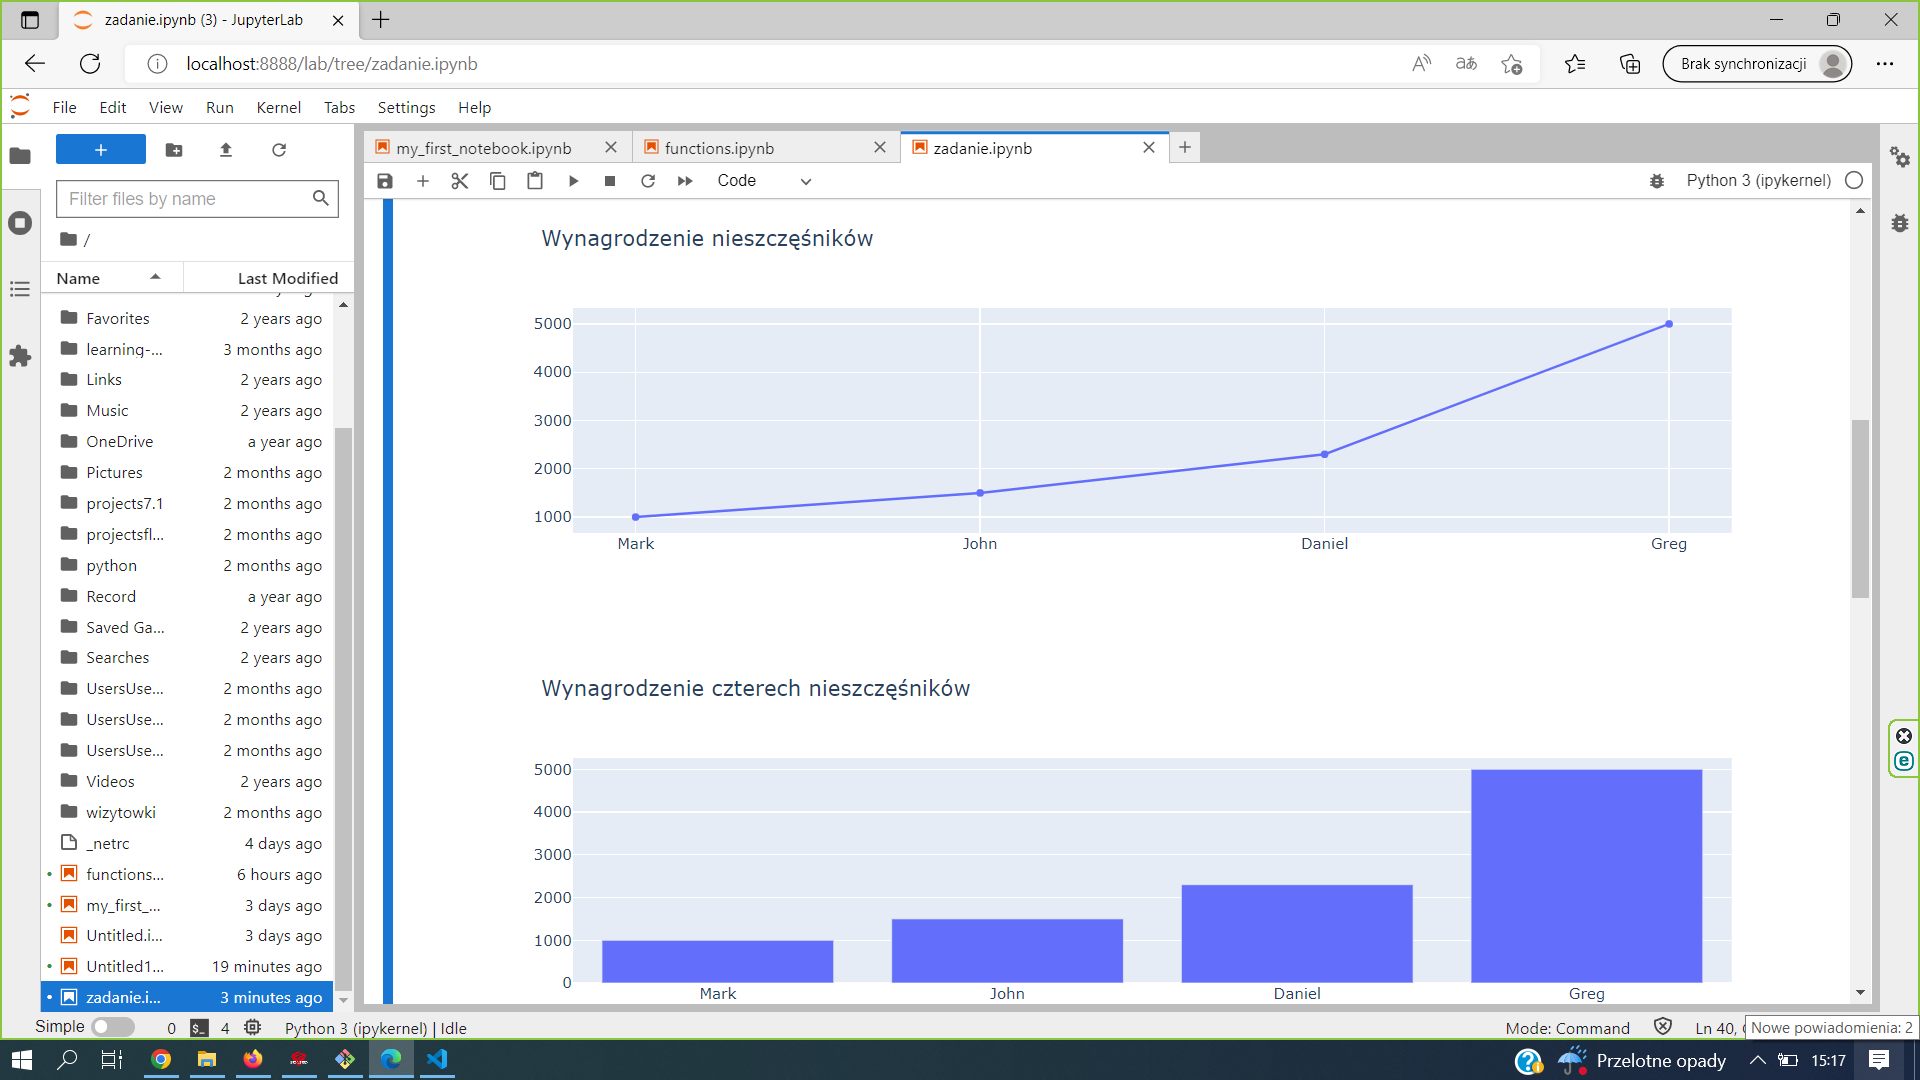 zadanie.ipynb (3) - JupyterLab
localhost:8888/lab/tree/zadanie.ipynb
Brak synchronizacji
File Edit View Run Kernel Tabs Settings Help
my_first_notebook.ipynb
functions.ipynb
zadanie.ipynb
Code
Python 3 (ipykernel)
Filter files by name
/
Name Last Modified
Favorites 2 years ago
learning-... 3 months ago
Links 2 years ago
Music 2 years ago
OneDrive a year ago
Pictures 2 months ago
projects7.1 2 months ago
projectsfl... 2 months ago
python 2 months ago
Record a year ago
Saved Ga... 2 years ago
Searches 2 years ago
UsersUse... 2 months ago
UsersUse... 2 months ago
UsersUse... 2 months ago
Videos 2 years ago
wizytowki 2 months ago
_netrc 4 days ago
functions... 6 hours ago
my_first_... 3 days ago
Untitled.i... 3 days ago
Untitled1... 19 minutes ago
zadanie.i... 3 minutes ago
Wynagrodzenie nieszczęśników
5000
4000
3000
2000
1000
Mark John Daniel Greg
Wynagrodzenie czterech nieszczęśników
5000
4000
3000
2000
1000
0
Mark John Daniel Greg
Simple 0 4 Python 3 (ipykernel) | Idle
Mode: Command Ln 40,
Nowe powiadomienia: 2
Przelotne opady 15:17